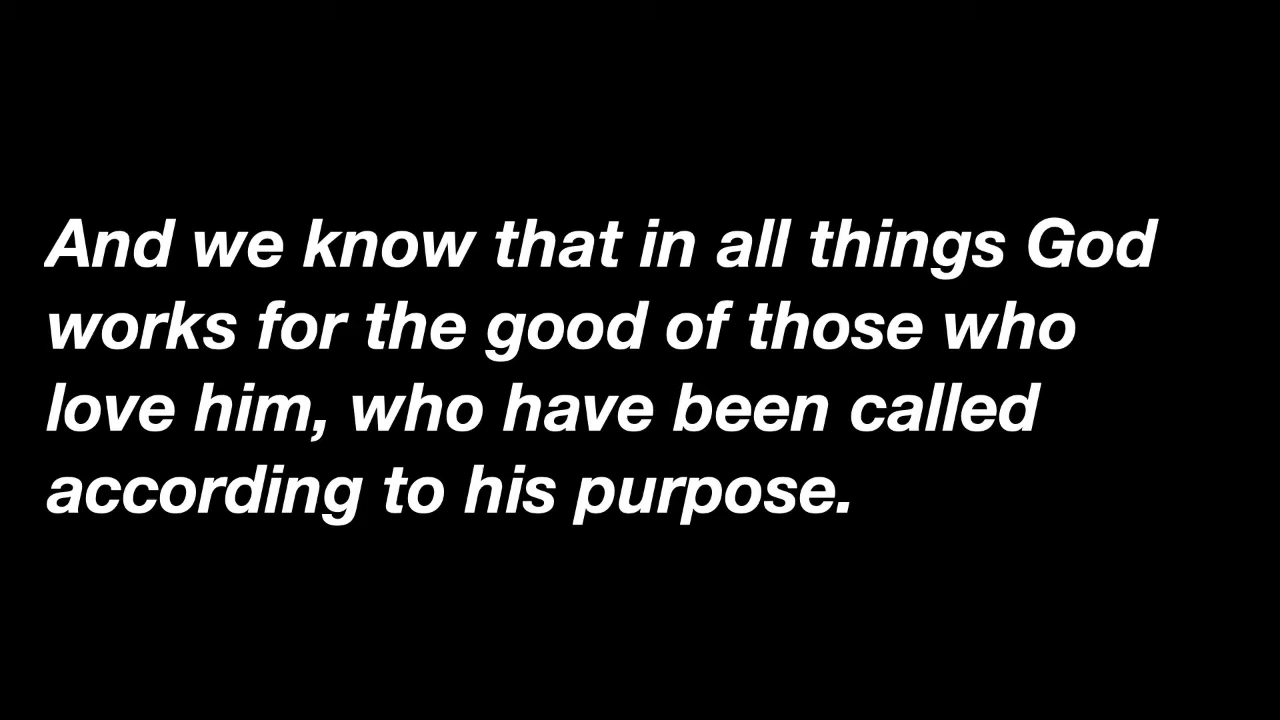 And we know that in all things God
works for the good of those who
love him, who have been called
according to his purpose.